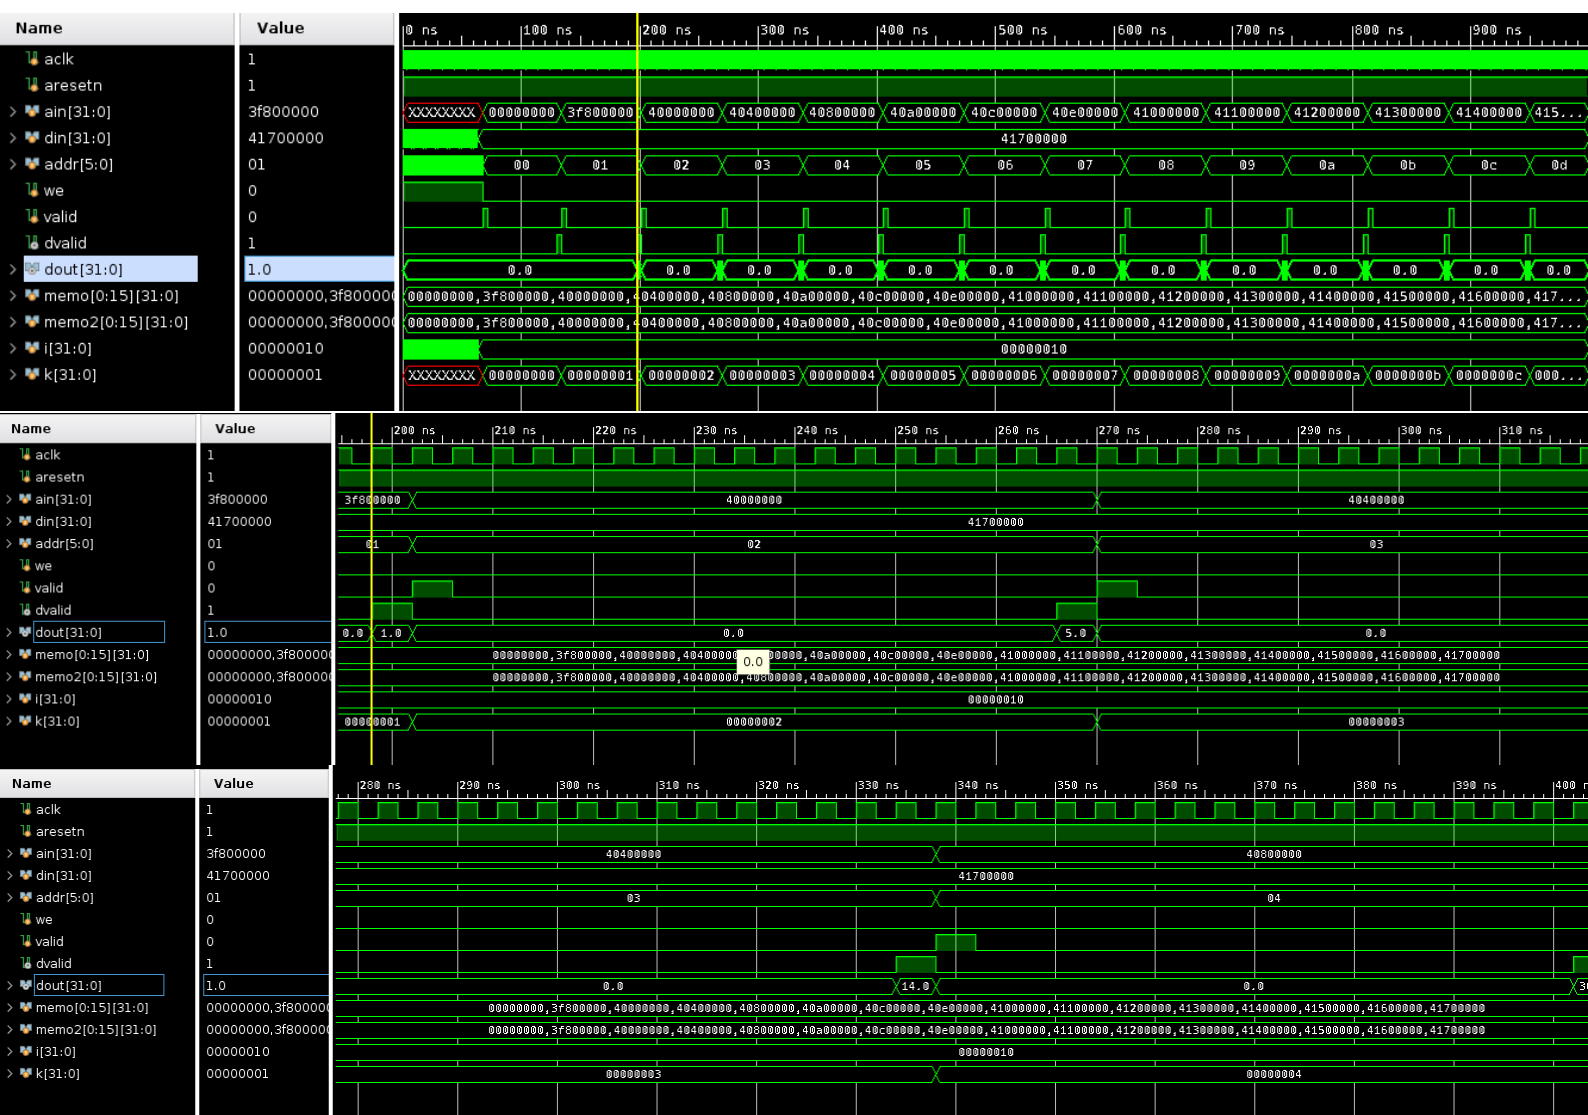 Name Value 0 ns 100 ns 200 ns 300 ns 400 ns 500 ns 600 ns 700 ns 800 ns 900 ns
aclk 1
aresetn 1
ain[31:0] 3f800000 XXXXXXXX 00000000 3f800000 40000000 40400000 40800000 40a00000 40c00000 40e00000 41000000 41100000 41200000 41300000 41400000 415...
din[31:0] 41700000 41700000
addr[5:0] 01 00 01 02 03 04 05 06 07 08 09 0a 0b 0c 0d
we 0
valid 0
dvalid 1
dout[31:0] 1.0 0.0 0.0 0.0 0.0 0.0 0.0 0.0 0.0 0.0 0.0 0.0 0.0 0.0
memo[0:15][31:0] 00000000,3f800000 00000000,3f800000,40000000,40400000,40800000,40a00000,40c00000,40e00000,41000000,41100000,41200000,41300000,41400000,41500000,41600000,417...
memo2[0:15][31:0] 00000000,3f800000 00000000,3f800000,40000000,40400000,40800000,40a00000,40c00000,40e00000,41000000,41100000,41200000,41300000,41400000,41500000,41600000,417...
i[31:0] 00000010 00000010
k[31:0] 00000001 XXXXXXXX 00000000 00000001 00000002 00000003 00000004 00000005 00000006 00000007 00000008 00000009 0000000a 0000000b 0000000c 000...
Name Value 200 ns 210 ns 220 ns 230 ns 240 ns 250 ns 260 ns 270 ns 280 ns 290 ns 300 ns 310 ns
aclk 1
aresetn 1
ain[31:0] 3f800000 3f800000 40000000 40400000
din[31:0] 41700000 41700000
addr[5:0] 01 01 02 03
we 0
valid 0
dvalid 1
dout[31:0] 1.0 0.0 1.0 0.0 5.0 0.0
memo[0:15][31:0] 00000000,3f80000 00000000,3f800000,40000000,40400000 0.0 00000,40a00000,40c00000,40e00000,41000000,41100000,41200000,41300000,41400000,41500000,41600000,41700000
memo2[0:15][31:0] 00000000,3f80000 00000000,3f800000,40000000,40400000,40800000,40a00000,40c00000,40e00000,41000000,41100000,41200000,41300000,41400000,41500000,41600000,41700000
i[31:0] 00000010 00000010
k[31:0] 00000001 00000001 00000002 00000003
Name Value 280 ns 290 ns 300 ns 310 ns 320 ns 330 ns 340 ns 350 ns 360 ns 370 ns 380 ns 390 ns 400 n
aclk 1
aresetn 1
ain[31:0] 3f800000 40400000 40800000
din[31:0] 41700000 41700000
addr[5:0] 01 03 04
we 0
valid 0
dvalid 1
dout[31:0] 1.0 0.0 14.0 0.0
memo[0:15][31:0] 00000000,3f80000 00000000,3f800000,40000000,40400000,40800000,40a00000,40c00000,40e00000,41000000,41100000,41200000,41300000,41400000,41500000,41600000,41700000
memo2[0:15][31:0] 00000000,3f80000 00000000,3f800000,40000000,40400000,40800000,40a00000,40c00000,40e00000,41000000,41100000,41200000,41300000,41400000,41500000,41600000,41700000
i[31:0] 00000010 00000010
k[31:0] 00000001 00000003 00000004